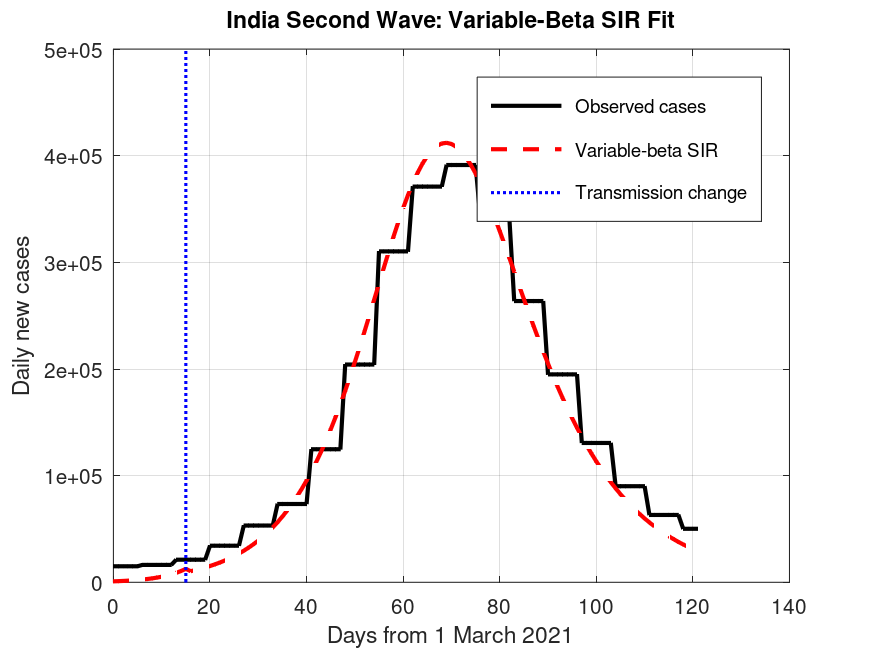 India Second Wave: Variable-Beta SIR Fit
5e+05
4e+05
3e+05
2e+05
1e+05
0
Daily new cases
Observed cases
Variable-beta SIR
Transmission change
0 20 40 60 80 100 120 140
Days from 1 March 2021